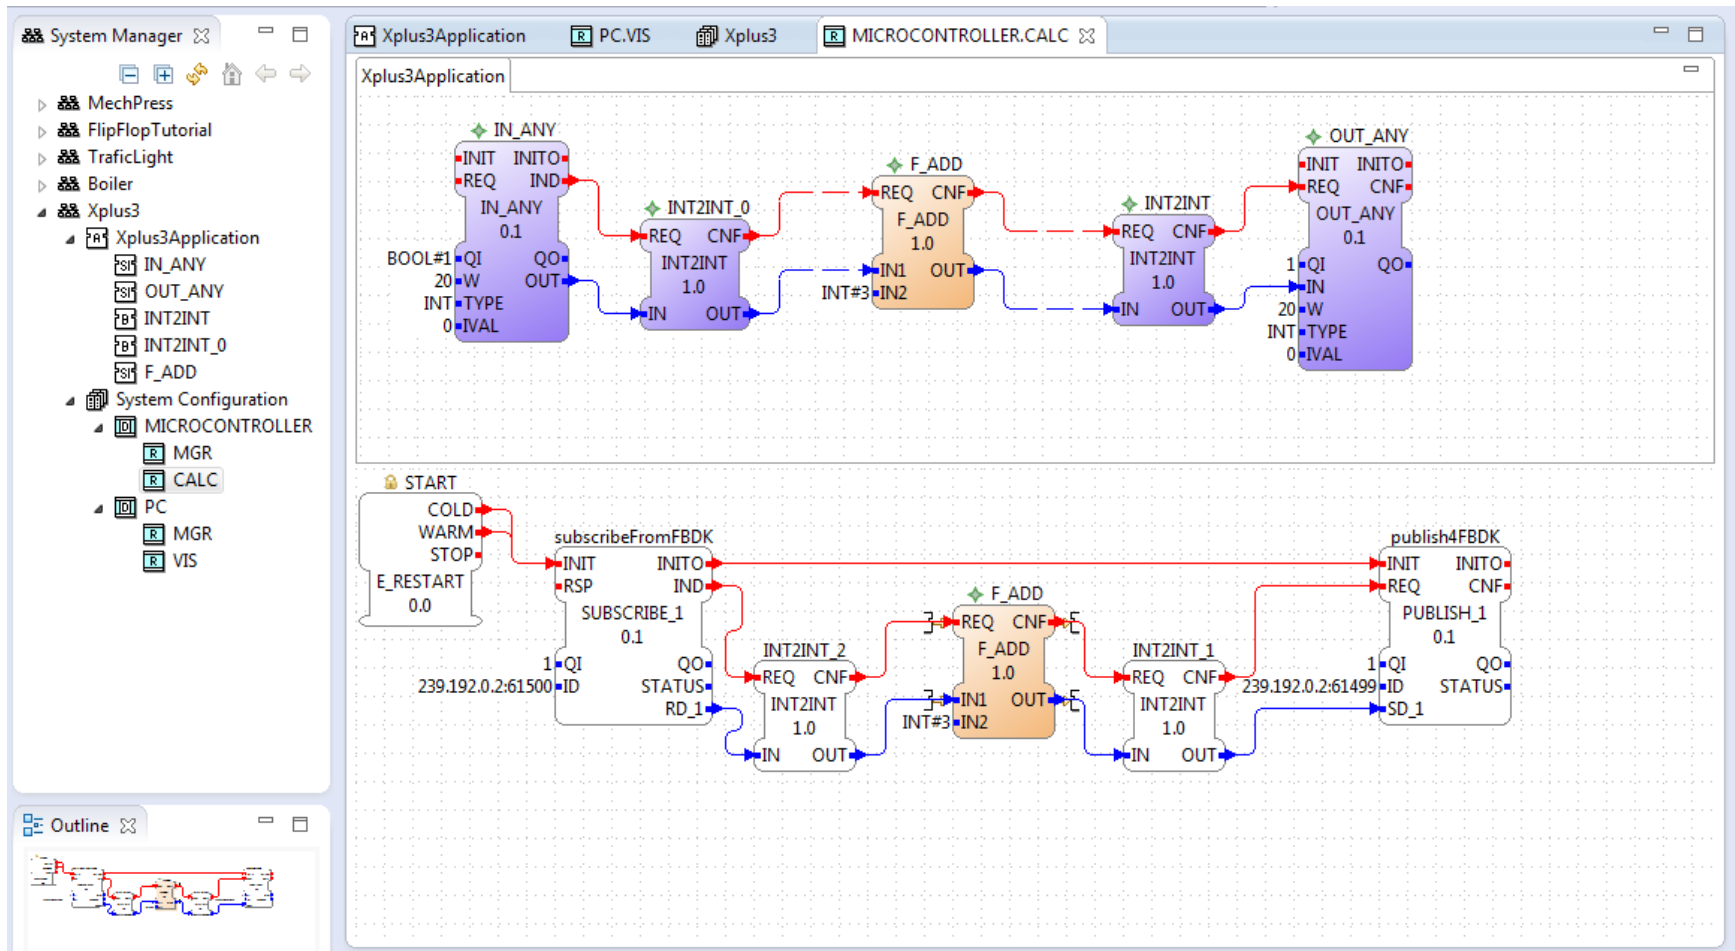 System Manager
MechPress
FlipFlopTutorial
TraficLight
Boiler
Xplus3
Xplus3Application
IN_ANY
OUT_ANY
INT2INT
INT2INT_0
F_ADD
System Configuration
MICROCONTROLLER
MGR
CALC
PC
MGR
VIS
Outline
Xplus3Application PC.VIS Xplus3 MICROCONTROLLER.CALC
Xplus3Application
IN_ANY
INIT INITO
REQ IND
IN_ANY
0.1
BOOL#1 QI QO
20 W OUT
INT TYPE
0 IVAL
INT2INT_0
REQ CNF
INT2INT
1.0
IN OUT
F_ADD
REQ CNF
F_ADD
1.0
IN1 OUT
INT#3 IN2
INT2INT
REQ CNF
INT2INT
1.0
IN OUT
OUT_ANY
INIT INITO
REQ CNF
OUT_ANY
0.1
1 QI QO
IN
20 W
INT TYPE
0 IVAL
START
COLD
WARM
STOP
E_RESTART
0.0
subscribeFromFBDK
INIT INITO
RSP IND
SUBSCRIBE_1
0.1
1 QI QO
239.192.0.2:61500 ID STATUS
RD_1
INT2INT_2
REQ CNF
INT2INT
1.0
IN OUT
F_ADD
REQ CNF
F_ADD
1.0
IN1 OUT
INT#3 IN2
INT2INT_1
REQ CNF
INT2INT
1.0
IN OUT
publish4FBDK
INIT INITO
REQ CNF
PUBLISH_1
0.1
1 QI QO
239.192.0.2:61499 ID STATUS
SD_1